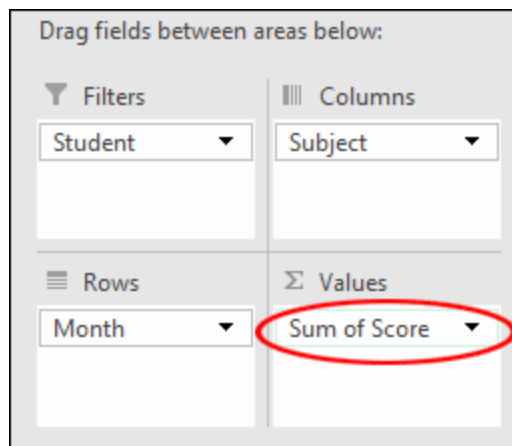 Drag fields between areas below:
Filters
Columns
Student
Subject
Rows
Σ Values
Month
Sum of Score